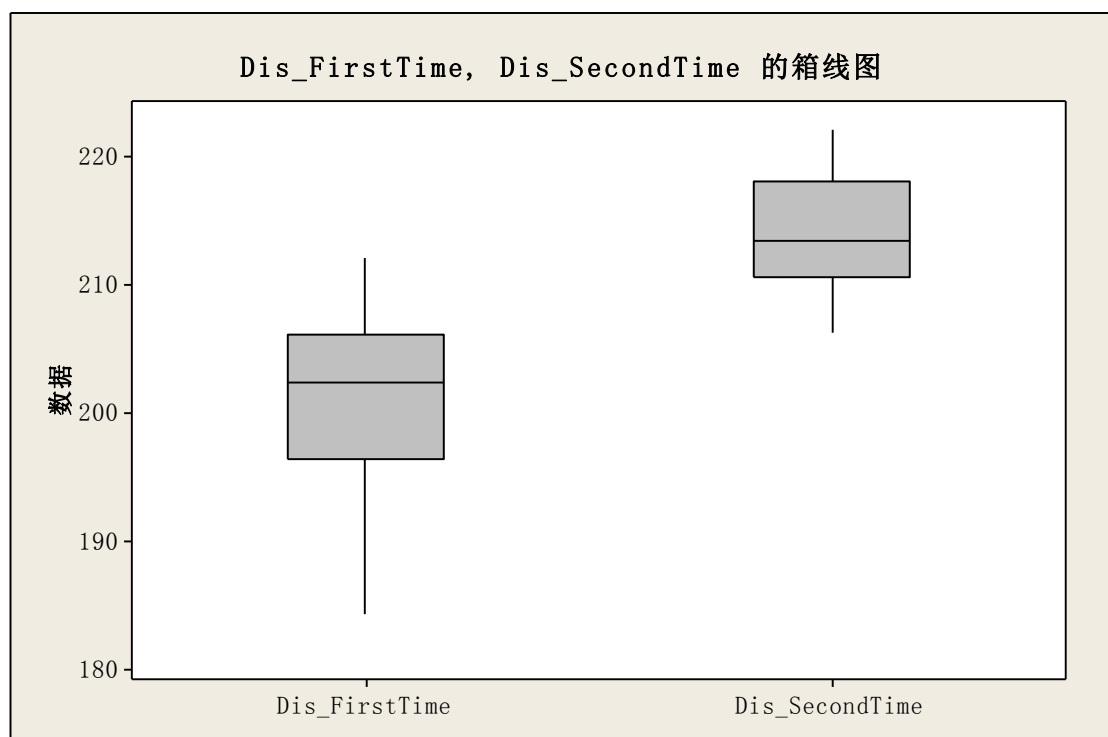 Dis_FirstTime, Dis_SecondTime 的箱线图
数据
220
210
200
190
180
Dis_FirstTime
Dis_SecondTime